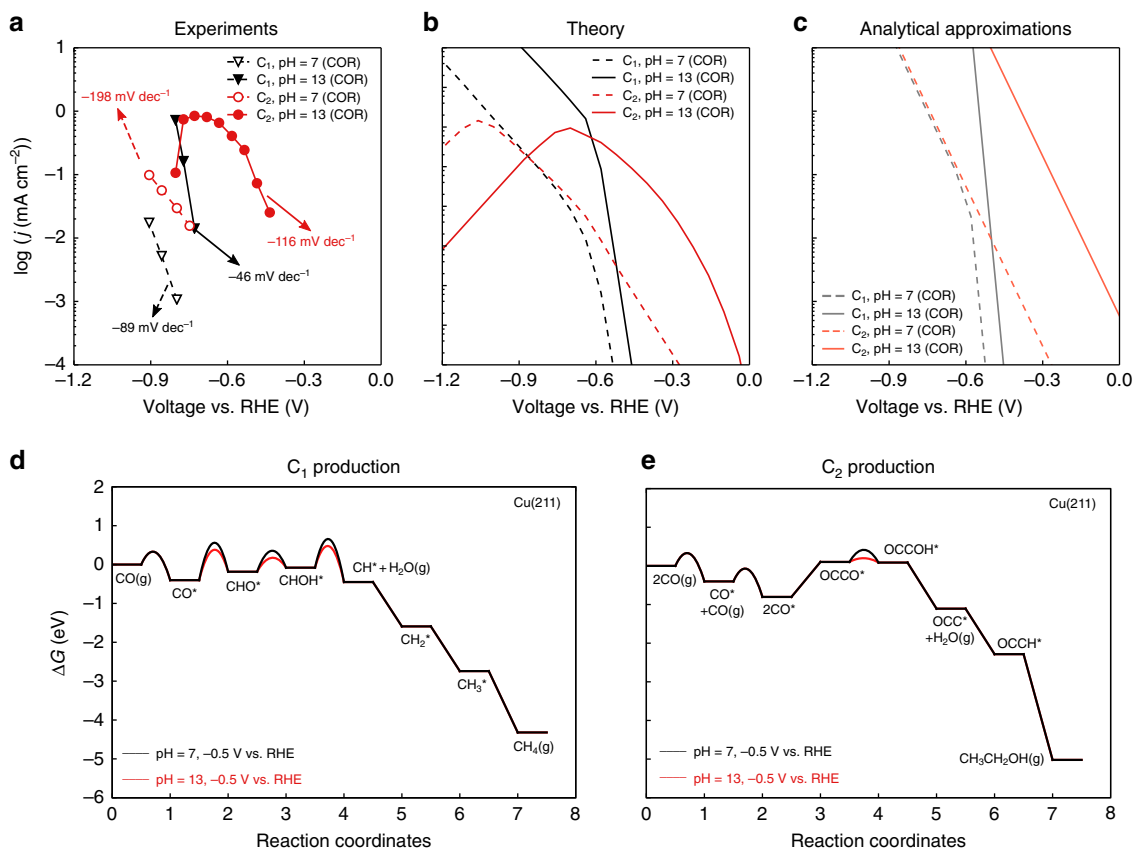 a
Experiments
1
0
−1
−2
−3
−4
log (j (mA cm⁻²))
C₁, pH = 7 (COR)
C₁, pH = 13 (COR)
C₂, pH = 7 (COR)
C₂, pH = 13 (COR)
−198 mV dec⁻¹
−116 mV dec⁻¹
−46 mV dec⁻¹
−89 mV dec⁻¹
−1.2 −0.9 −0.6 −0.3 0.0
Voltage vs. RHE (V)
b
Theory
C₁, pH = 7 (COR)
C₁, pH = 13 (COR)
C₂, pH = 7 (COR)
C₂, pH = 13 (COR)
−1.2 −0.9 −0.6 −0.3 0.0
Voltage vs. RHE (V)
c
Analytical approximations
C₁, pH = 7 (COR)
C₁, pH = 13 (COR)
C₂, pH = 7 (COR)
C₂, pH = 13 (COR)
−1.2 −0.9 −0.6 −0.3 0.0
Voltage vs. RHE (V)
d
C₁ production
2
1
0
−1
−2
−3
−4
−5
−6
ΔG (eV)
Cu(211)
CO(g)
CO*
CHO*
CHOH*
CH* + H₂O(g)
CH₂*
CH₃*
CH₄(g)
pH = 7, −0.5 V vs. RHE
pH = 13, −0.5 V vs. RHE
0 1 2 3 4 5 6 7 8
Reaction coordinates
e
C₂ production
Cu(211)
2CO(g)
CO*
+CO(g)
2CO*
OCCO*
OCCOH*
OCC*
+H₂O(g)
OCCH*
CH₃CH₂OH(g)
pH = 7, −0.5 V vs. RHE
pH = 13, −0.5 V vs. RHE
0 1 2 3 4 5 6 7 8
Reaction coordinates